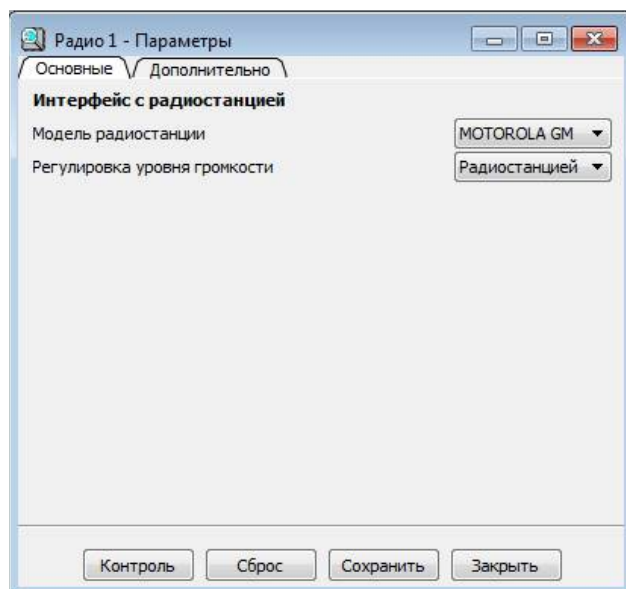 Радио 1 - Параметры
Основные Дополнительно
Интерфейс с радиостанцией
Модель радиостанции MOTOROLA GM
Регулировка уровня громкости Радиостанцией
Контроль Сброс Сохранить Закрыть